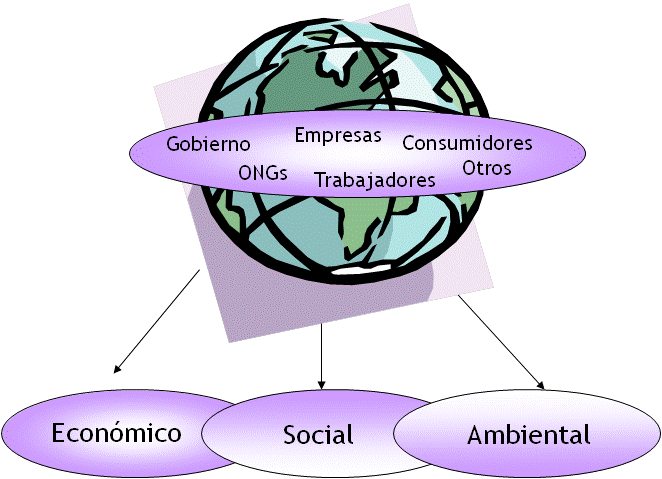 Gobierno
Empresas
Consumidores
ONGs
Trabajadores
Otros
Económico
Social
Ambiental